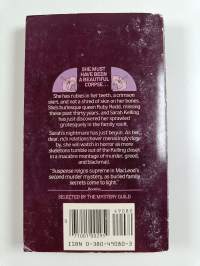 SHE MUST
HAVE BEEN
A BEAUTIFUL
CORPSE...
She has rubies in her teeth, a crimson
skirt, and not a shred of skin on her bones.
She's burlesque queen Ruby Redd, missing
these past thirty years, and Sarah Kelling
has just discovered her sprawled
grotesquely in the family vault.
Sarah's nightmare has just begun. As her
dear, rich relations hover menacingly close
by, she will watch in horror as more
skeletons tumble out of the Kelling closet
in a macabre montage of murder, greed,
and blackmail.
"Suspense reigns supreme in MacLeod's
second murder mystery, as buried family
secrets come to light."
SELECTED BY THE MYSTERY GUILD
49080
ISBN 0-380-49080-3